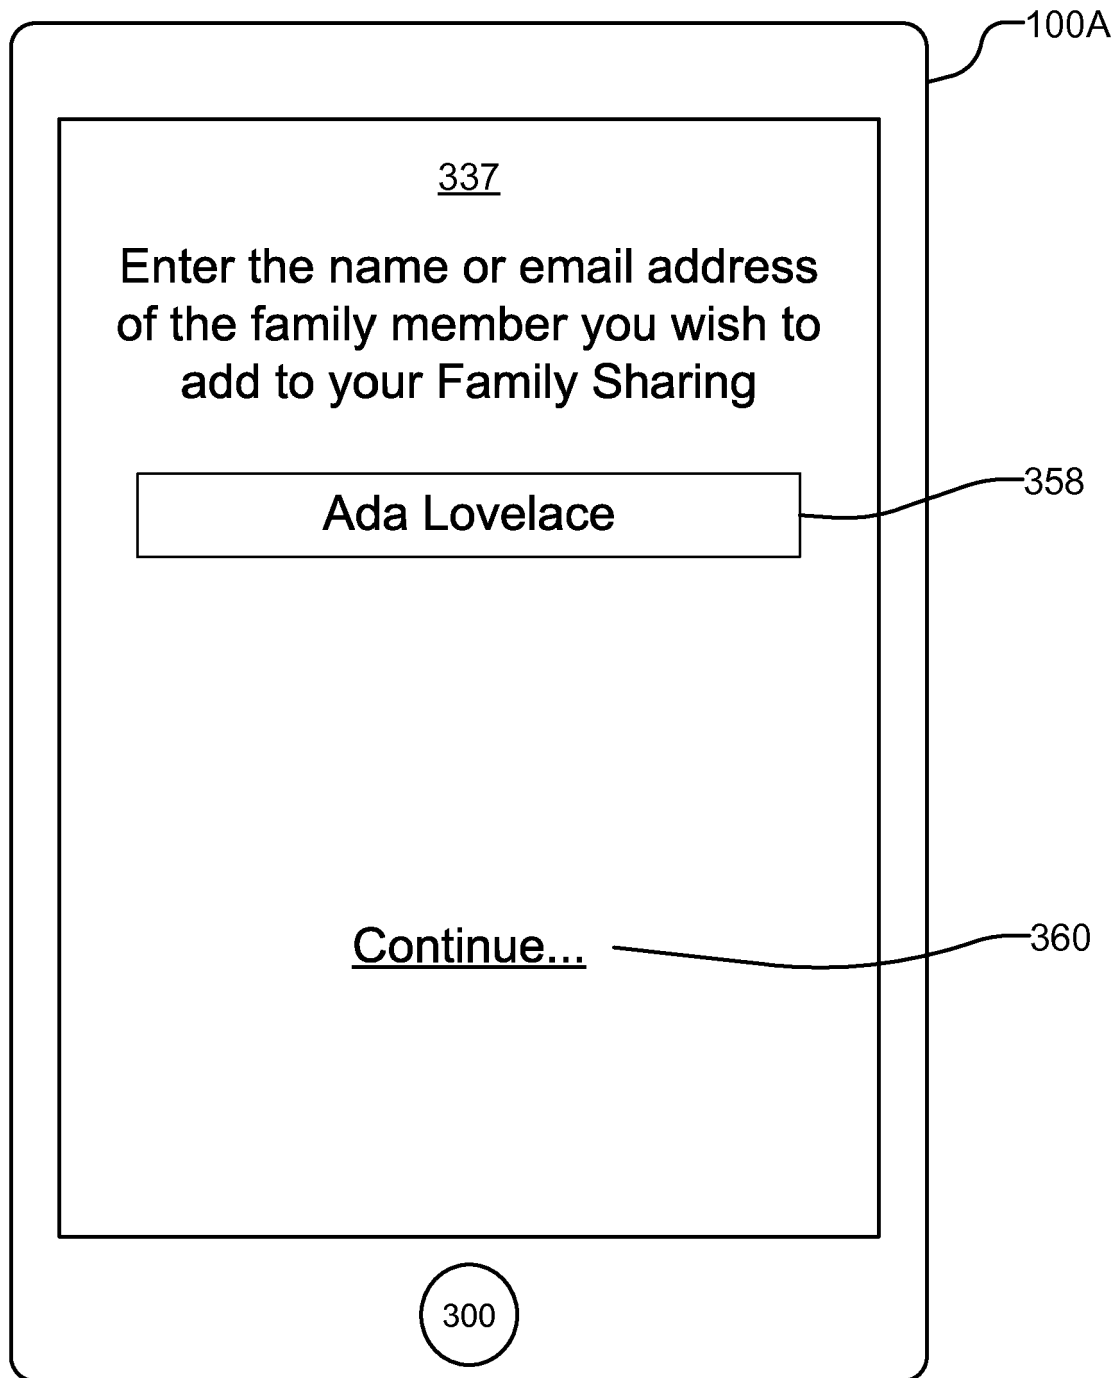 100A
337
Enter the name or email address
of the family member you wish to
add to your Family Sharing
Ada Lovelace
358
Continue...
360
300